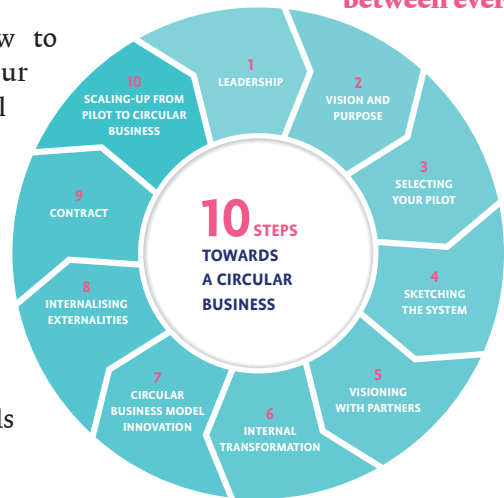 between ever
w to
ur
l
1
LEADERSHIP
2
VISION AND
PURPOSE
3
SELECTING
YOUR PILOT
4
SKETCHING
THE SYSTEM
5
VISIONING
WITH PARTNERS
6
INTERNAL
TRANSFORMATION
7
CIRCULAR
BUSINESS MODEL
INNOVATION
8
INTERNALISING
EXTERNALITIES
9
CONTRACT
10
SCALING-UP FROM
PILOT TO CIRCULAR
BUSINESS
10 STEPS
TOWARDS
A CIRCULAR
BUSINESS
ls